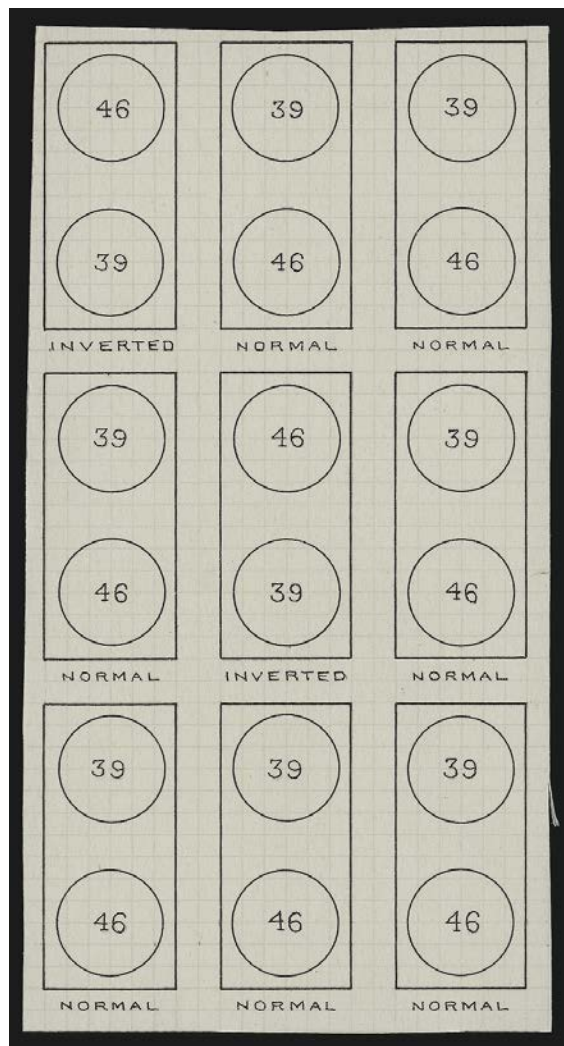 46 39 39
39 46 46
INVERTED NORMAL NORMAL
39 46 39
46 39 46
NORMAL INVERTED NORMAL
39 39 39
46 46 46
NORMAL NORMAL NORMAL